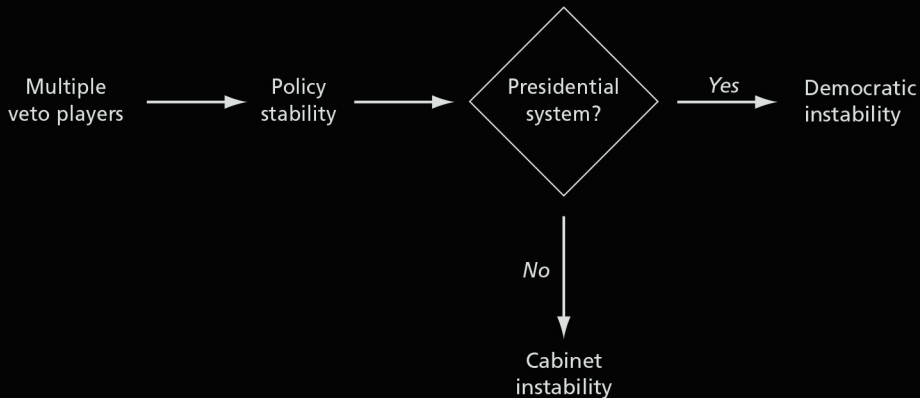 Multiple
veto players
Policy
stability
Presidential
system?
Yes
Democratic
instability
No
Cabinet
instability